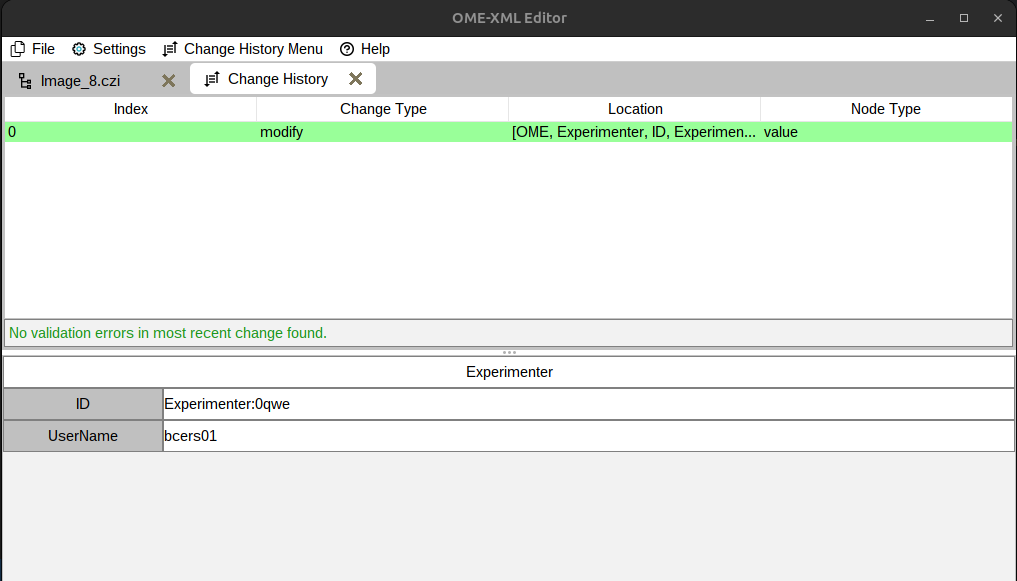 OME-XML Editor
File Settings Change History Menu Help
Image_8.czi Change History
Index Change Type Location Node Type
0 modify [OME, Experimenter, ID, Experimen... value
No validation errors in most recent change found.
Experimenter
ID Experimenter:0qwe
UserName bcers01